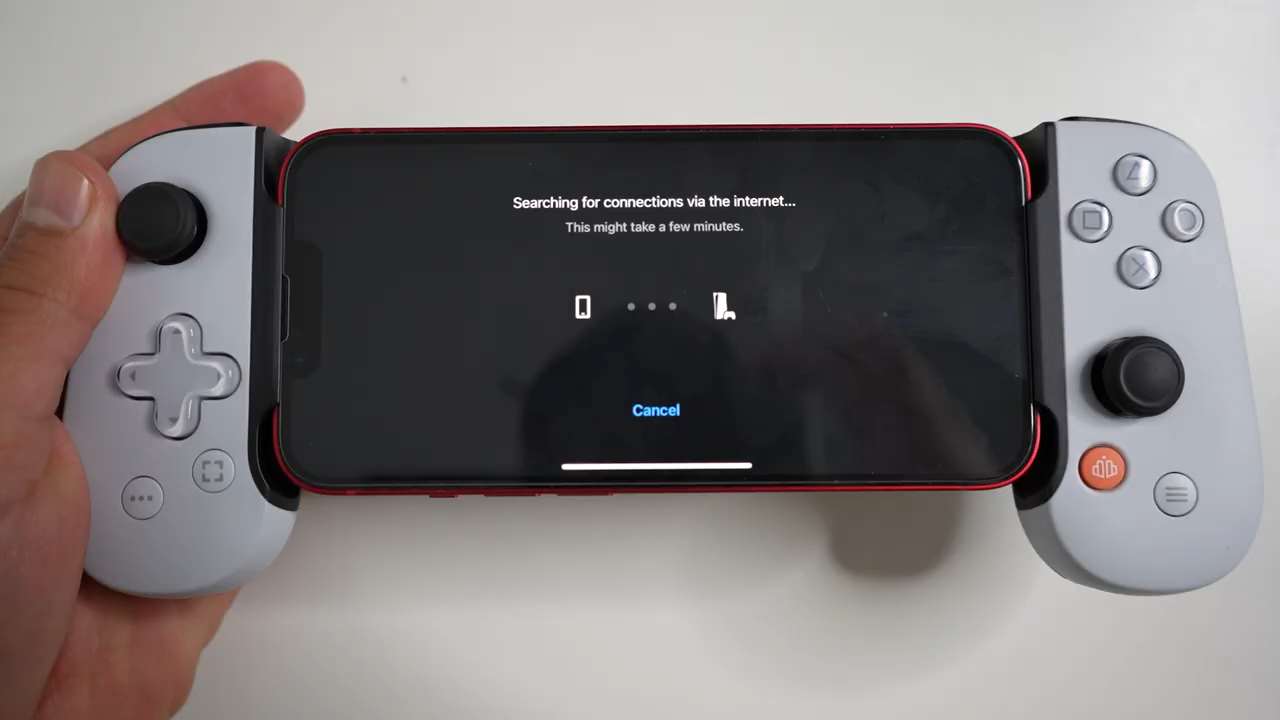 Searching for connections via the internet...
This might take a few minutes.
Cancel